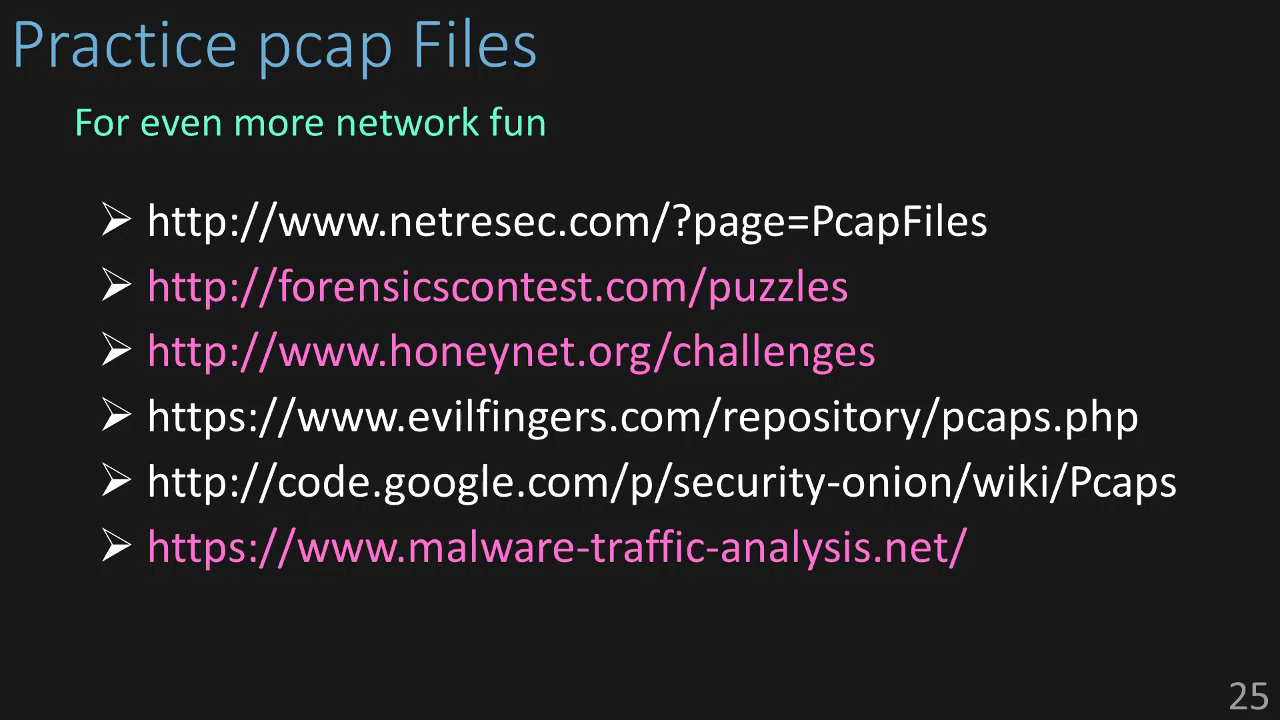 Practice pcap Files
For even more network fun
➢ http://www.netresec.com/?page=PcapFiles
➢ http://forensicscontest.com/puzzles
➢ http://www.honeynet.org/challenges
➢ https://www.evilfingers.com/repository/pcaps.php
➢ http://code.google.com/p/security-onion/wiki/Pcaps
➢ https://www.malware-traffic-analysis.net/
25